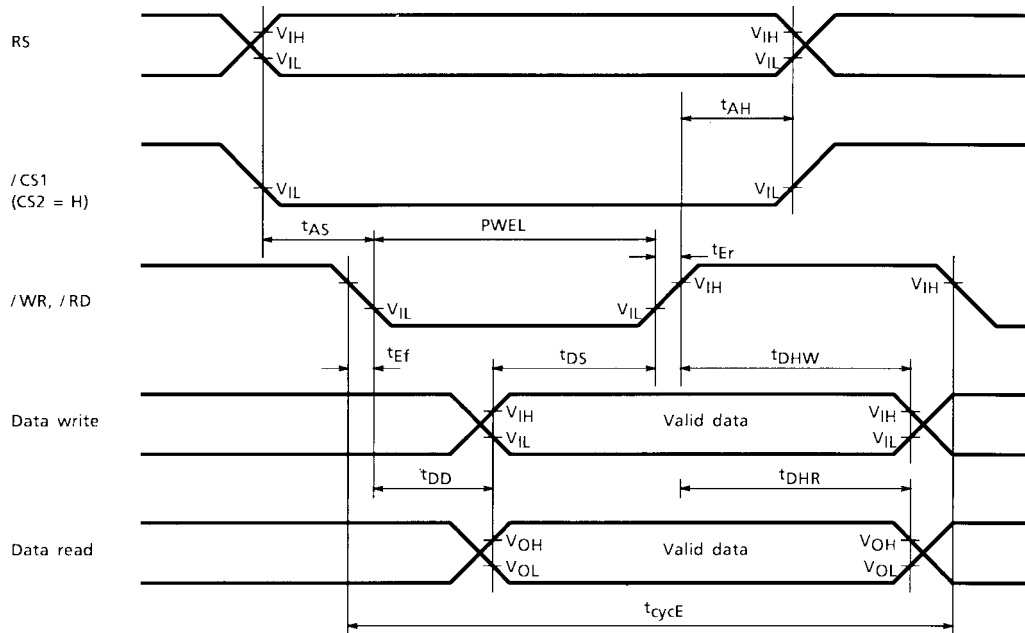 RS
VIH
VIL
VIH
VIL
tAH
/CS1
(CS2 = H)
VIL
VIL
tAS
PWEL
tEr
/WR, /RD
VIL
VIL
VIH
VIH
tEf
tDS
tDHW
Data write
VIH
VIL
Valid data
VIH
VIL
tDD
tDHR
Data read
VOH
VOL
Valid data
VOH
VOL
tcycE